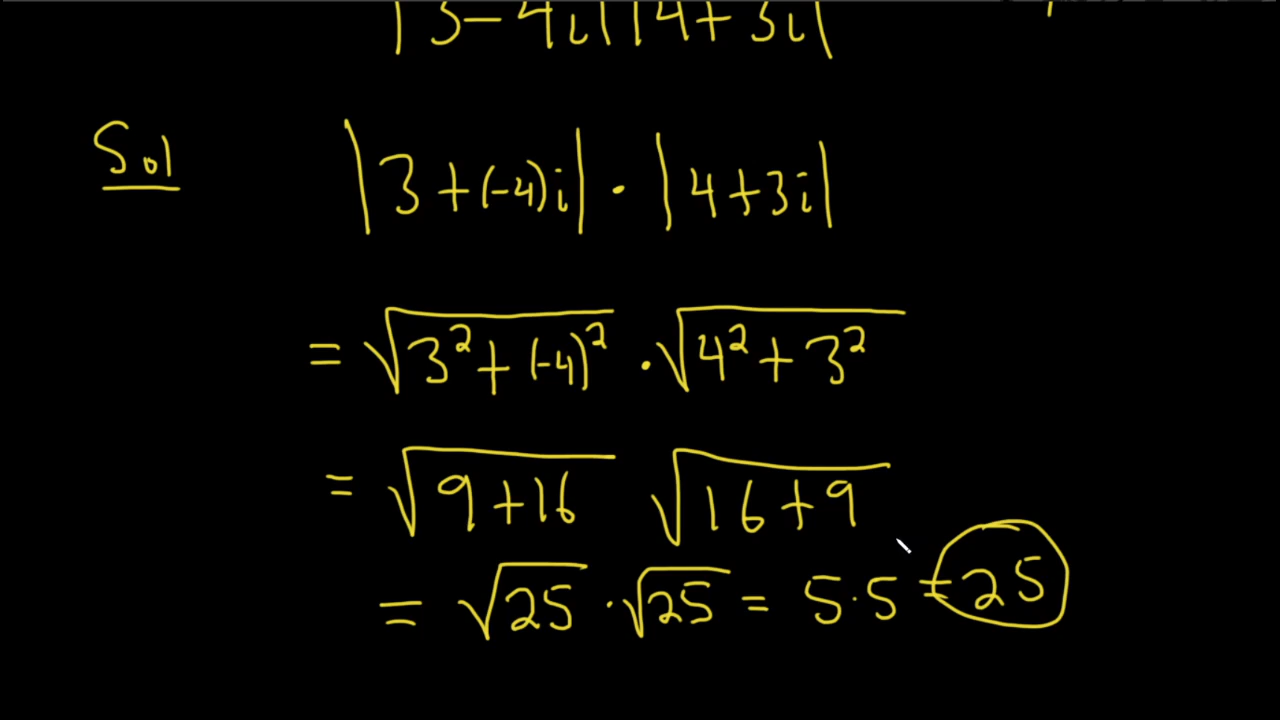 |3-4i||4+3i|
Sol |3+(-4)i| · |4+3i|
= √(3²+(-4)²) · √(4²+3²)
= √(9+16) √(16+9)
= √25 · √25 = 5·5 = 25